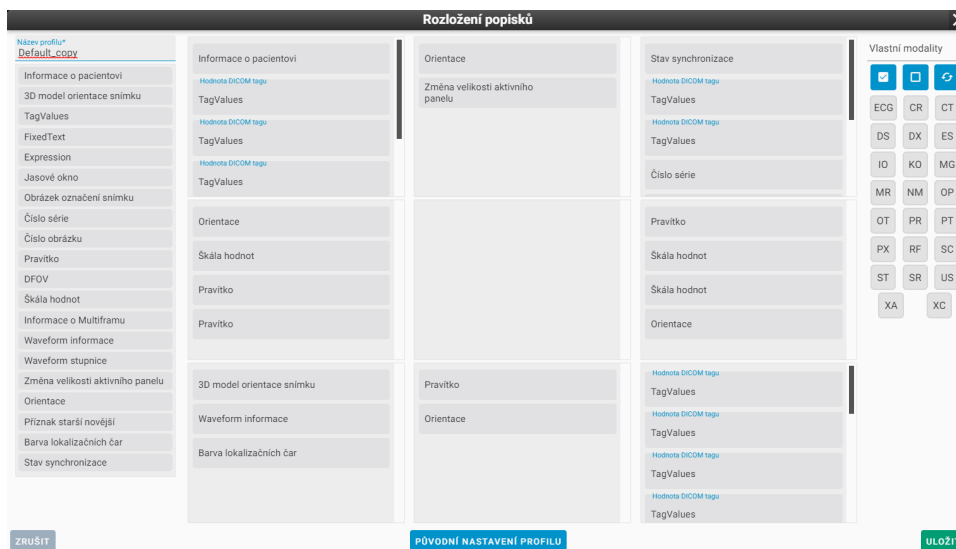 Rozložení popisků
Název profilu*
Default_copy
Informace o pacientovi
3D model orientace snímku
TagValues
FixedText
Expression
Jasové okno
Obrázek označení snímku
Číslo série
Číslo obrázku
Pravítko
DFOV
Škála hodnot
Informace o Multiframu
Waveform informace
Waveform stupnice
Změna velikosti aktivního panelu
Orientace
Příznak starší novější
Barva lokalizačních čar
Stav synchronizace
Informace o pacientovi
Hodnota DICOM tagu
TagValues
Hodnota DICOM tagu
TagValues
Hodnota DICOM tagu
TagValues
Orientace
Změna velikosti aktivního
panelu
Stav synchronizace
Hodnota DICOM tagu
TagValues
Hodnota DICOM tagu
TagValues
Číslo série
Orientace
Škála hodnot
Pravítko
Pravítko
Pravítko
Škála hodnot
Škála hodnot
Orientace
3D model orientace snímku
Waveform informace
Barva lokalizačních čar
Pravítko
Orientace
Hodnota DICOM tagu
TagValues
Hodnota DICOM tagu
TagValues
Hodnota DICOM tagu
TagValues
Hodnota DICOM tagu
TagValues
Vlastní modality
ECG CR CT
DS DX ES
IO KO MG
MR NM OP
OT PR PT
PX RF SC
ST SR US
XA XC
ZRUŠIT
PŮVODNÍ NASTAVENÍ PROFILU
ULOŽIT